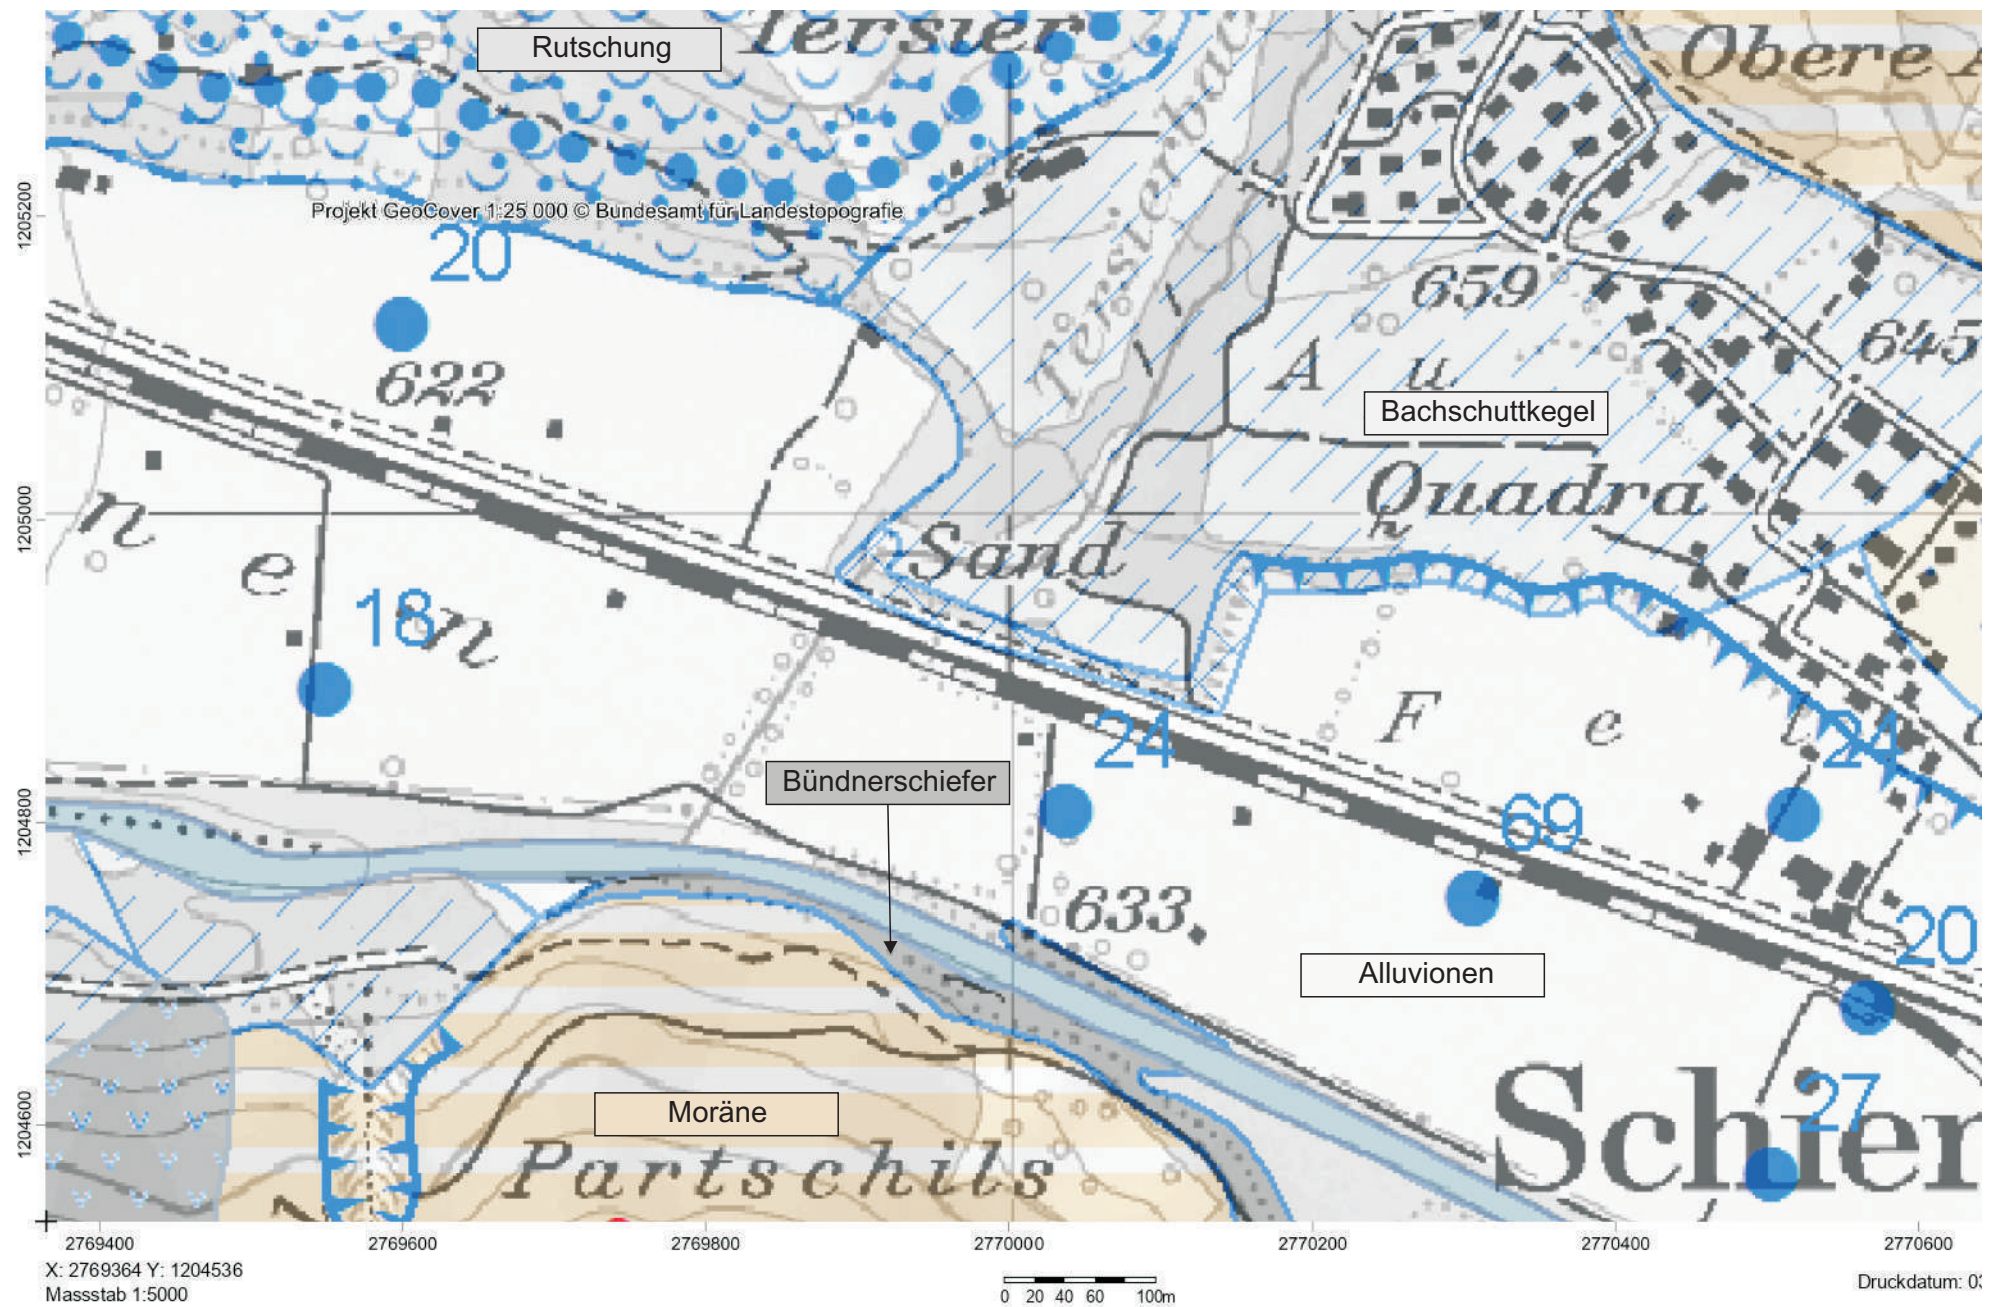 Tersier
Rutschung
Obere
Projekt GeoCover 1:25 000 © Bundesamt für Landestopografie
20
622
Tersierbac
659
645
A u
Bachschuttkegel
Quadra
Sand
n e n
18
F e l
24
24
Bündnerschiefer
69
633
20
Alluvionen
Moräne
Partschils
Schier
27
1205200
1205000
1204800
1204600
2769400
2769600
2769800
2770000
2770200
2770400
2770600
X: 2769364 Y: 1204536
Massstab 1:5000
0 20 40 60 100m
Druckdatum: 03